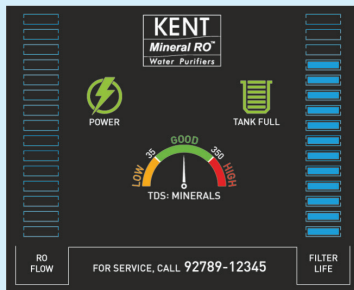 KENT
Mineral RO™
Water Purifiers
POWER
TANK FULL
LOW 35 GOOD 350 HIGH
TDS: MINERALS
RO
FLOW
FOR SERVICE, CALL 92789-12345
FILTER
LIFE